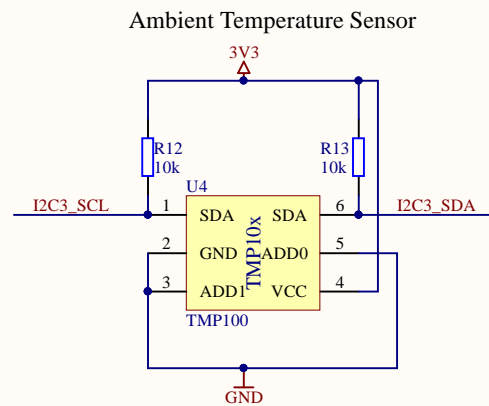 Ambient Temperature Sensor
3V3
R12
10k
R13
10k
U4
I2C3_SCL
1
SDA
SDA
6
I2C3_SDA
2
GND
ADD0
5
3
ADD1
VCC
4
TMP10x
TMP100
GND